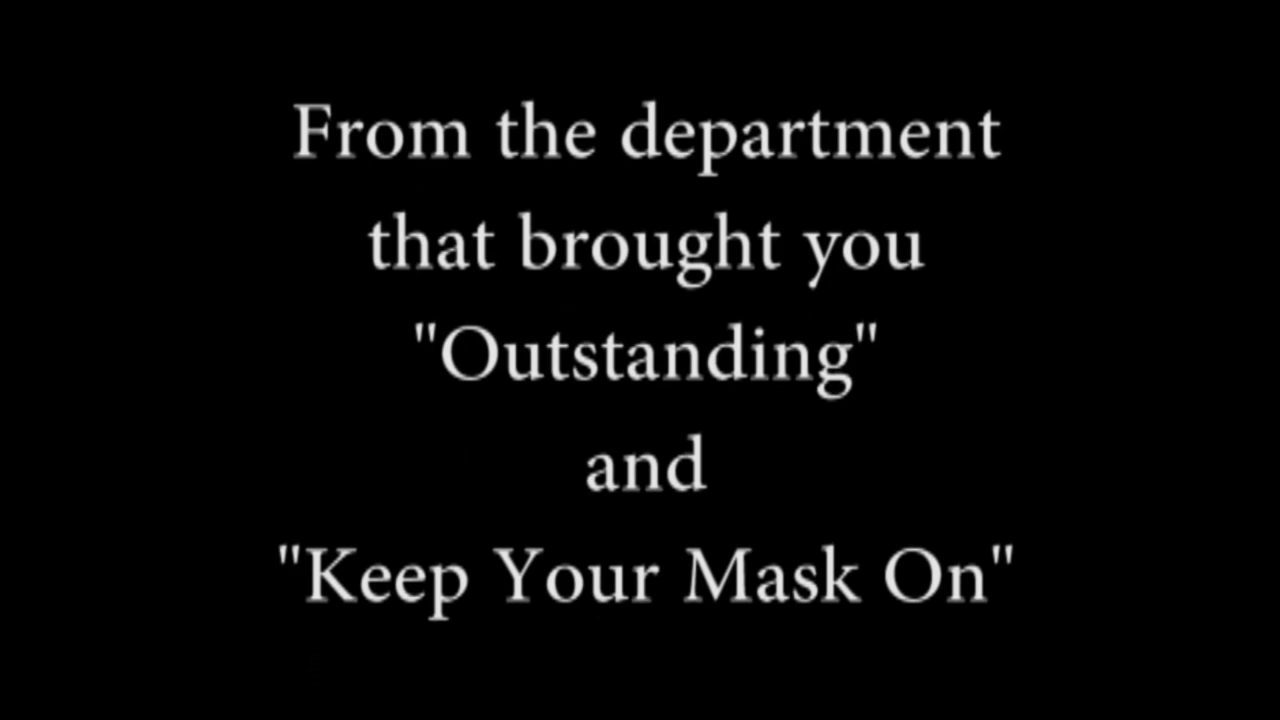 From the department
that brought you
"Outstanding"
and
"Keep Your Mask On"